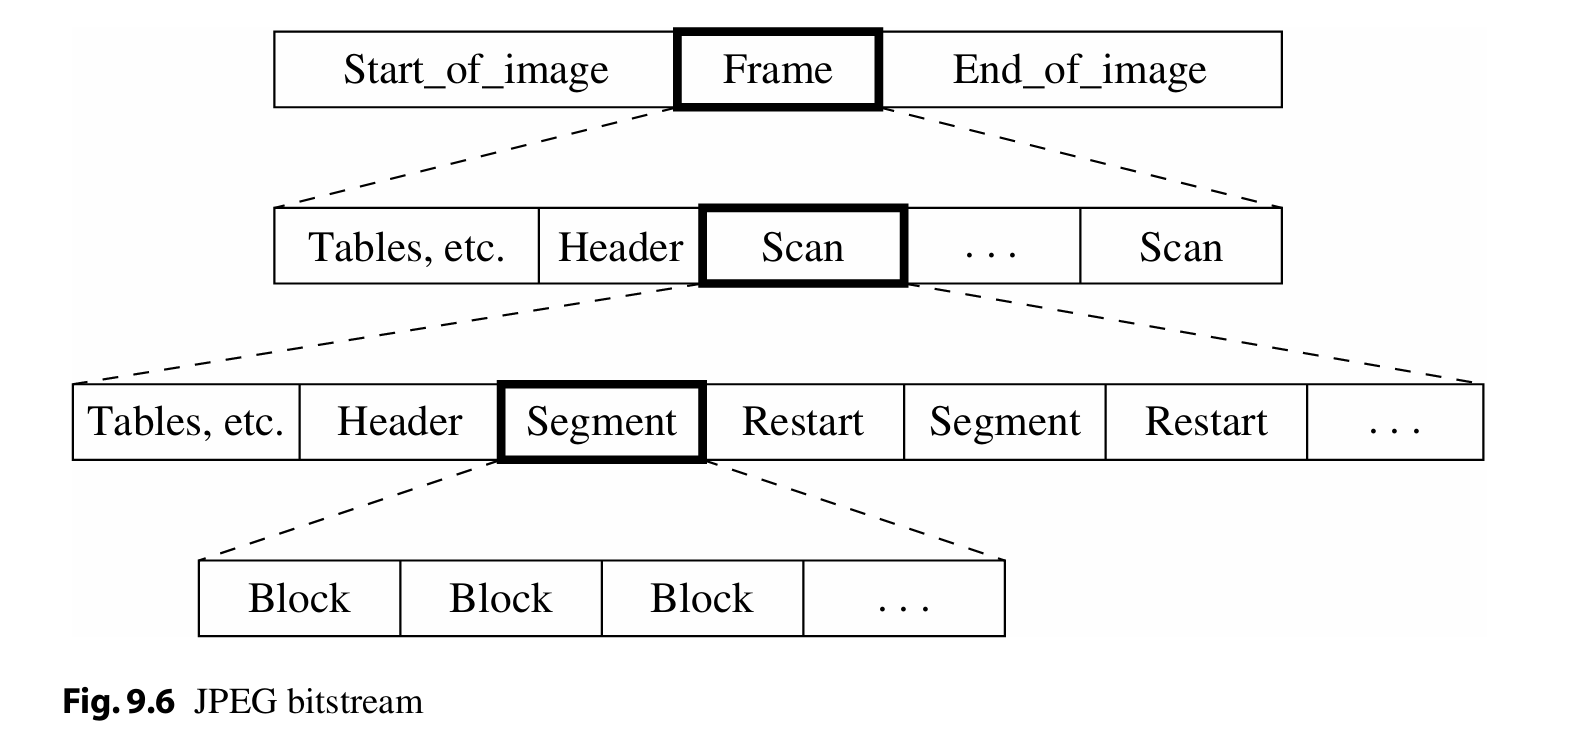 Start_of_image Frame End_of_image
Tables, etc. Header Scan . . . Scan
Tables, etc. Header Segment Restart Segment Restart . . .
Block Block Block . . .
Fig. 9.6 JPEG bitstream